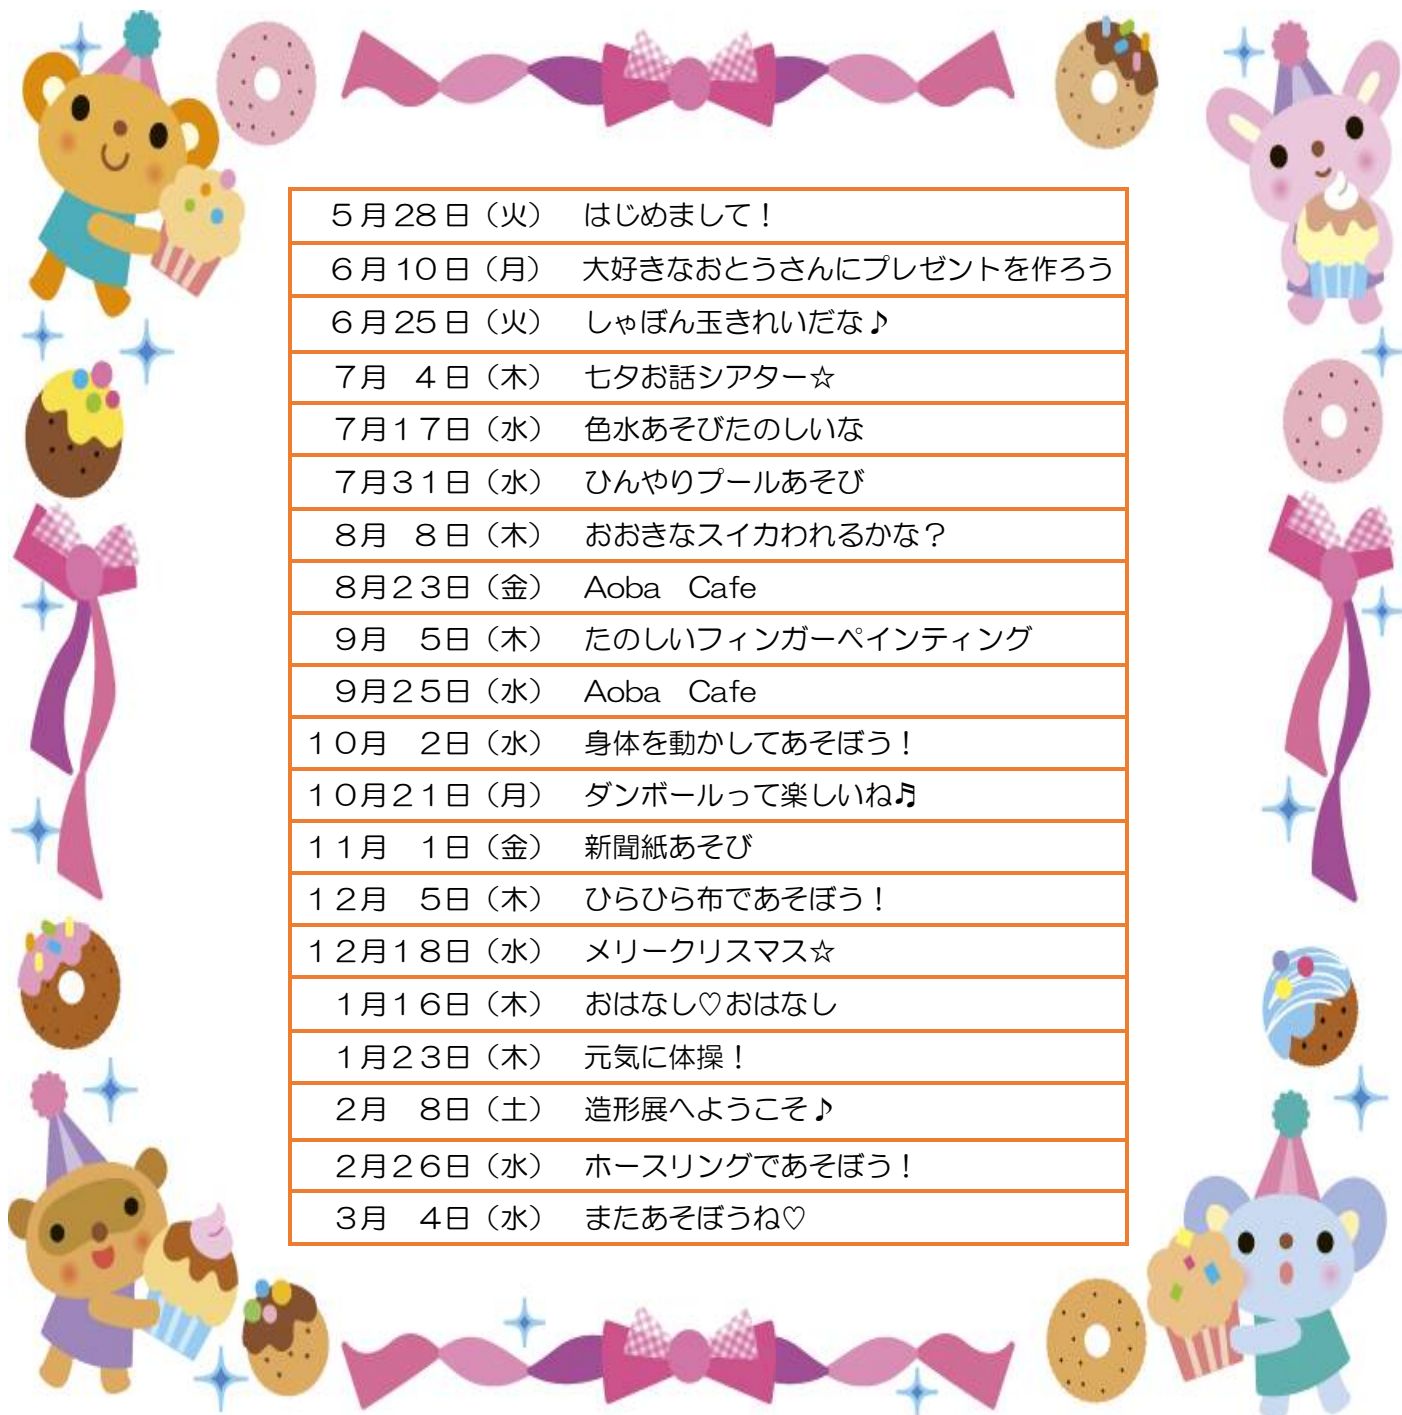 ５月28日（火）　はじめまして！
６月10日（月）　大好きなおとうさんにプレゼントを作ろう
６月25日（火）　しゃぼん玉きれいだな♪
７月　４日（木）　七夕お話シアター☆
７月１７日（水）　色水あそびたのしいな
７月３１日（水）　ひんやりプールあそび
８月　８日（木）　おおきなスイカわれるかな？
８月２３日（金）　Aoba　Cafe
９月　５日（木）　たのしいフィンガーペインティング
９月２５日（水）　Aoba　Cafe
１０月　２日（水）　身体を動かしてあそぼう！
１０月２１日（月）　ダンボールって楽しいね♬
１１月　１日（金）　新聞紙あそび
１２月　５日（木）　ひらひら布であそぼう！
１２月１８日（水）　メリークリスマス☆
１月１６日（木）　おはなし♡おはなし
１月２３日（木）　元気に体操！
２月　８日（土）　造形展へようこそ♪
２月２６日（水）　ホースリングであそぼう！
３月　４日（水）　またあそぼうね♡